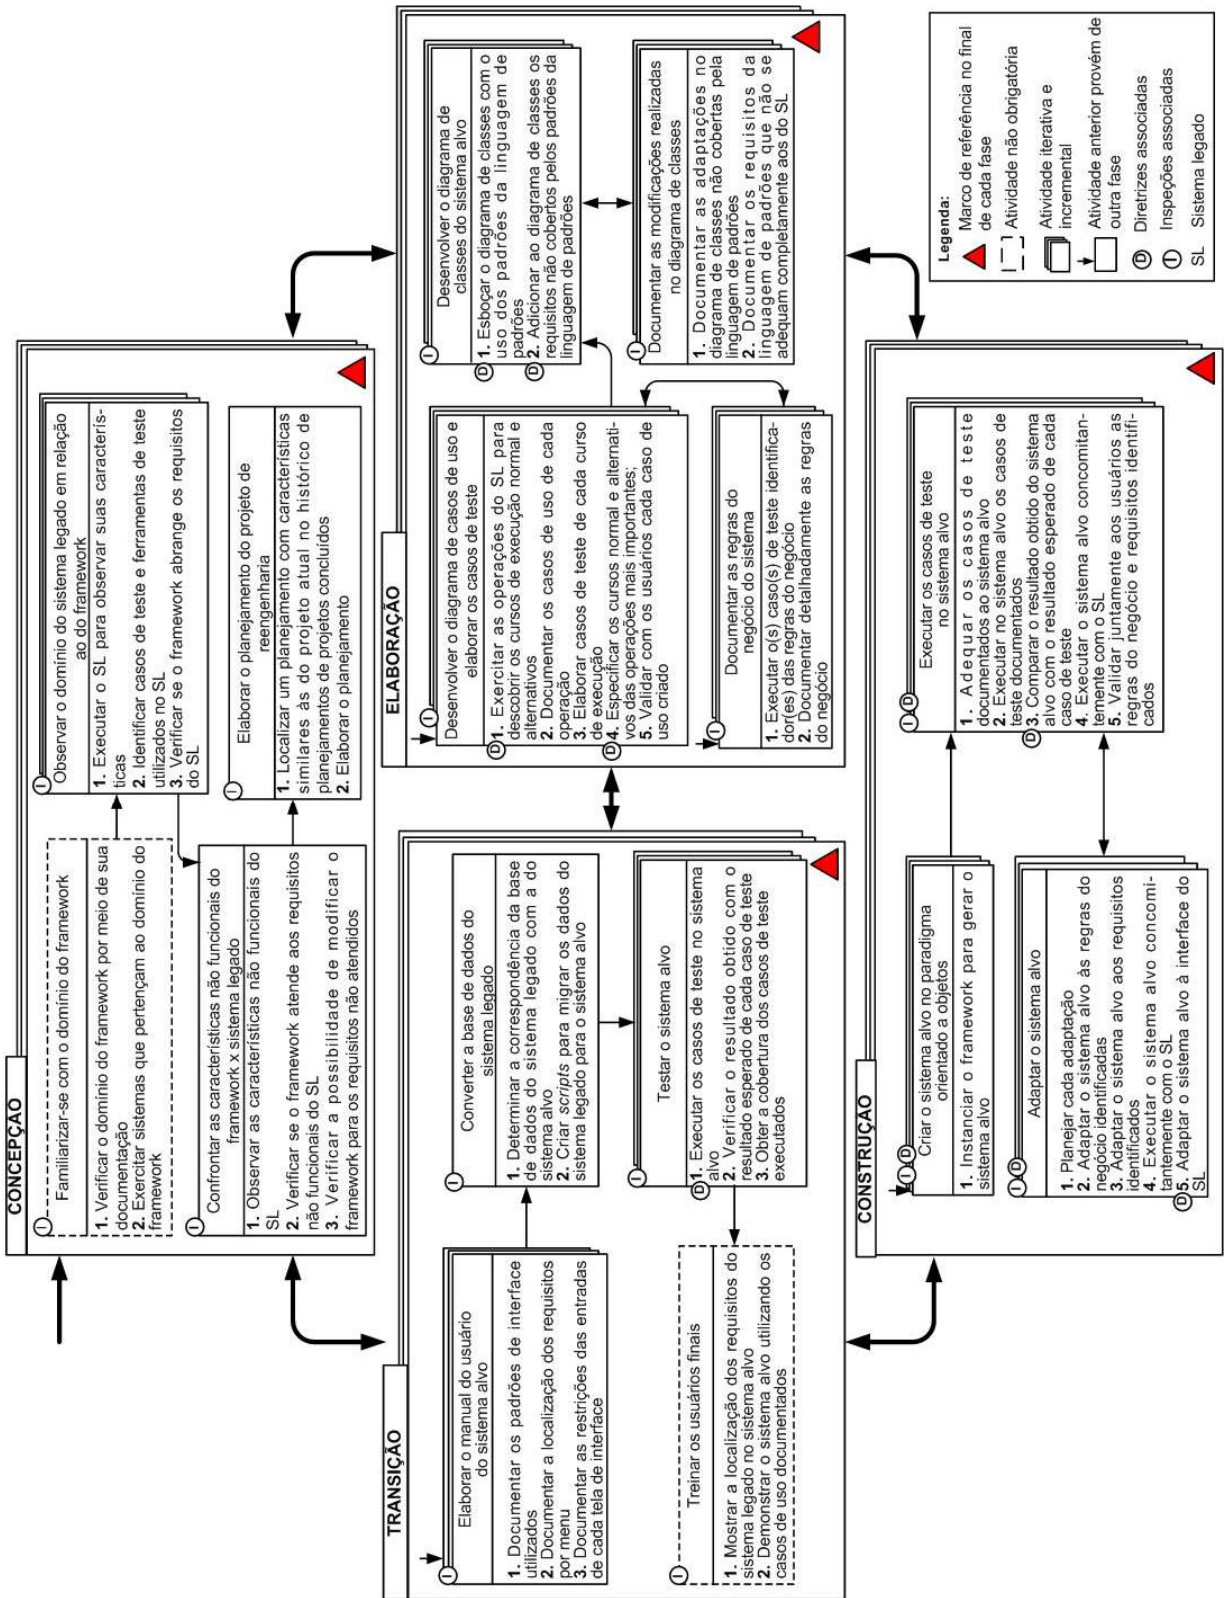 CONCEPÇÃO
Familiarizar-se com o domínio do framework
1. Verificar o domínio do framework por meio de sua
documentação
2. Exercitar sistemas que pertençam ao domínio do
framework
I
Observar o domínio do sistema legado em relação
ao do framework
1. Executar o SL para observar suas caracterís-
ticas
2. Identificar casos de teste e ferramentas de teste
utilizados no SL
3. Verificar se o framework abrange os requisitos
do SL
I
Confrontar as características não funcionais do
framework x sistema legado
1. Observar as características não funcionais do
SL
2. Verificar se o framework atende aos requisitos
não funcionais do SL
3. Verificar a possibilidade de modificar o
framework para os requisitos não atendidos
I
Elaborar o planejamento do projeto de
reengenharia
1. Localizar um planejamento com características
similares às do projeto atual no histórico de
planejamentos de projetos concluídos
2. Elaborar o planejamento
I
TRANSIÇÃO
Elaborar o manual do usuário
do sistema alvo
1. Documentar os padrões de interface
utilizados
2. Documentar a localização dos requisitos
por menu
3. Documentar as restrições das entradas
de cada tela de interface
I
Converter a base de dados do
sistema legado
1. Determinar a correspondência da base
de dados do sistema legado com a do
sistema alvo
2. Criar scripts para migrar os dados do
sistema legado para o sistema alvo
I
Treinar os usuários finais
1. Mostrar a localização dos requisitos do
sistema legado no sistema alvo
2. Demonstrar o sistema alvo utilizando os
casos de uso documentados
I
Testar o sistema alvo
1. Executar os casos de teste no sistema
alvo
2. Verificar o resultado obtido com o
resultado esperado de cada caso de teste
3. Obter a cobertura dos casos de teste
executados
I
D
ELABORAÇÃO
Desenvolver o diagrama de casos de uso e
elaborar os casos de teste
1. Exercitar as operações do SL para
descobrir os cursos de execução normal e
alternativos
2. Documentar os casos de uso de cada
operação
3. Elaborar casos de teste de cada curso
de execução
4. Especificar os cursos normal e alternati-
vos das operações mais importantes;
5. Validar com os usuários cada caso de
uso criado
I
D
D
Desenvolver o diagrama de
classes do sistema alvo
1. Esboçar o diagrama de classes com o
uso dos padrões da linguagem de
padrões
2. Adicionar ao diagrama de classes os
requisitos não cobertos pelos padrões da
linguagem de padrões
I
D
D
Documentar as regras do
negócio do sistema
1. Executar o(s) caso(s) de teste identifica-
dor(es) das regras do negócio
2. Documentar detalhadamente as regras
do negócio
I
Documentar as modificações realizadas
no diagrama de classes
1. Documentar as adaptações no
diagrama de classes não cobertas pela
linguagem de padrões
2. Documentar os requisitos da
linguagem de padrões que não se
adequam completamente aos do SL
I
CONSTRUÇÃO
Criar o sistema alvo no paradigma
orientado a objetos
1. Instanciar o framework para gerar o
sistema alvo
I D
Executar os casos de teste
no sistema alvo
1. Adequar os casos de teste
documentados ao sistema alvo
2. Executar no sistema alvo os casos de
teste documentados
3. Comparar o resultado obtido do sistema
alvo com o resultado esperado de cada
caso de teste
4. Executar o sistema alvo concomitan-
temente com o SL
5. Validar juntamente aos usuários as
regras do negócio e requisitos identifi-
cados
I D
D
Adaptar o sistema alvo
1. Planejar cada adaptação
2. Adaptar o sistema alvo às regras do
negócio identificadas
3. Adaptar o sistema alvo aos requisitos
identificados
4. Executar o sistema alvo concomi-
tantemente com o SL
5. Adaptar o sistema alvo à interface do
SL
I D
D
Legenda:
Marco de referência no final
de cada fase
Atividade não obrigatória
Atividade iterativa e
incremental
Atividade anterior provém de
outra fase
D Diretrizes associadas
I Inspeções associadas
SL Sistema legado